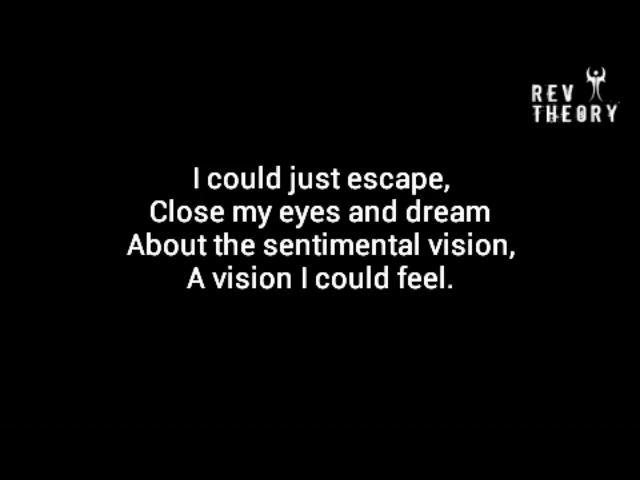 REV
THEORY
I could just escape,
Close my eyes and dream
About the sentimental vision,
A vision I could feel.